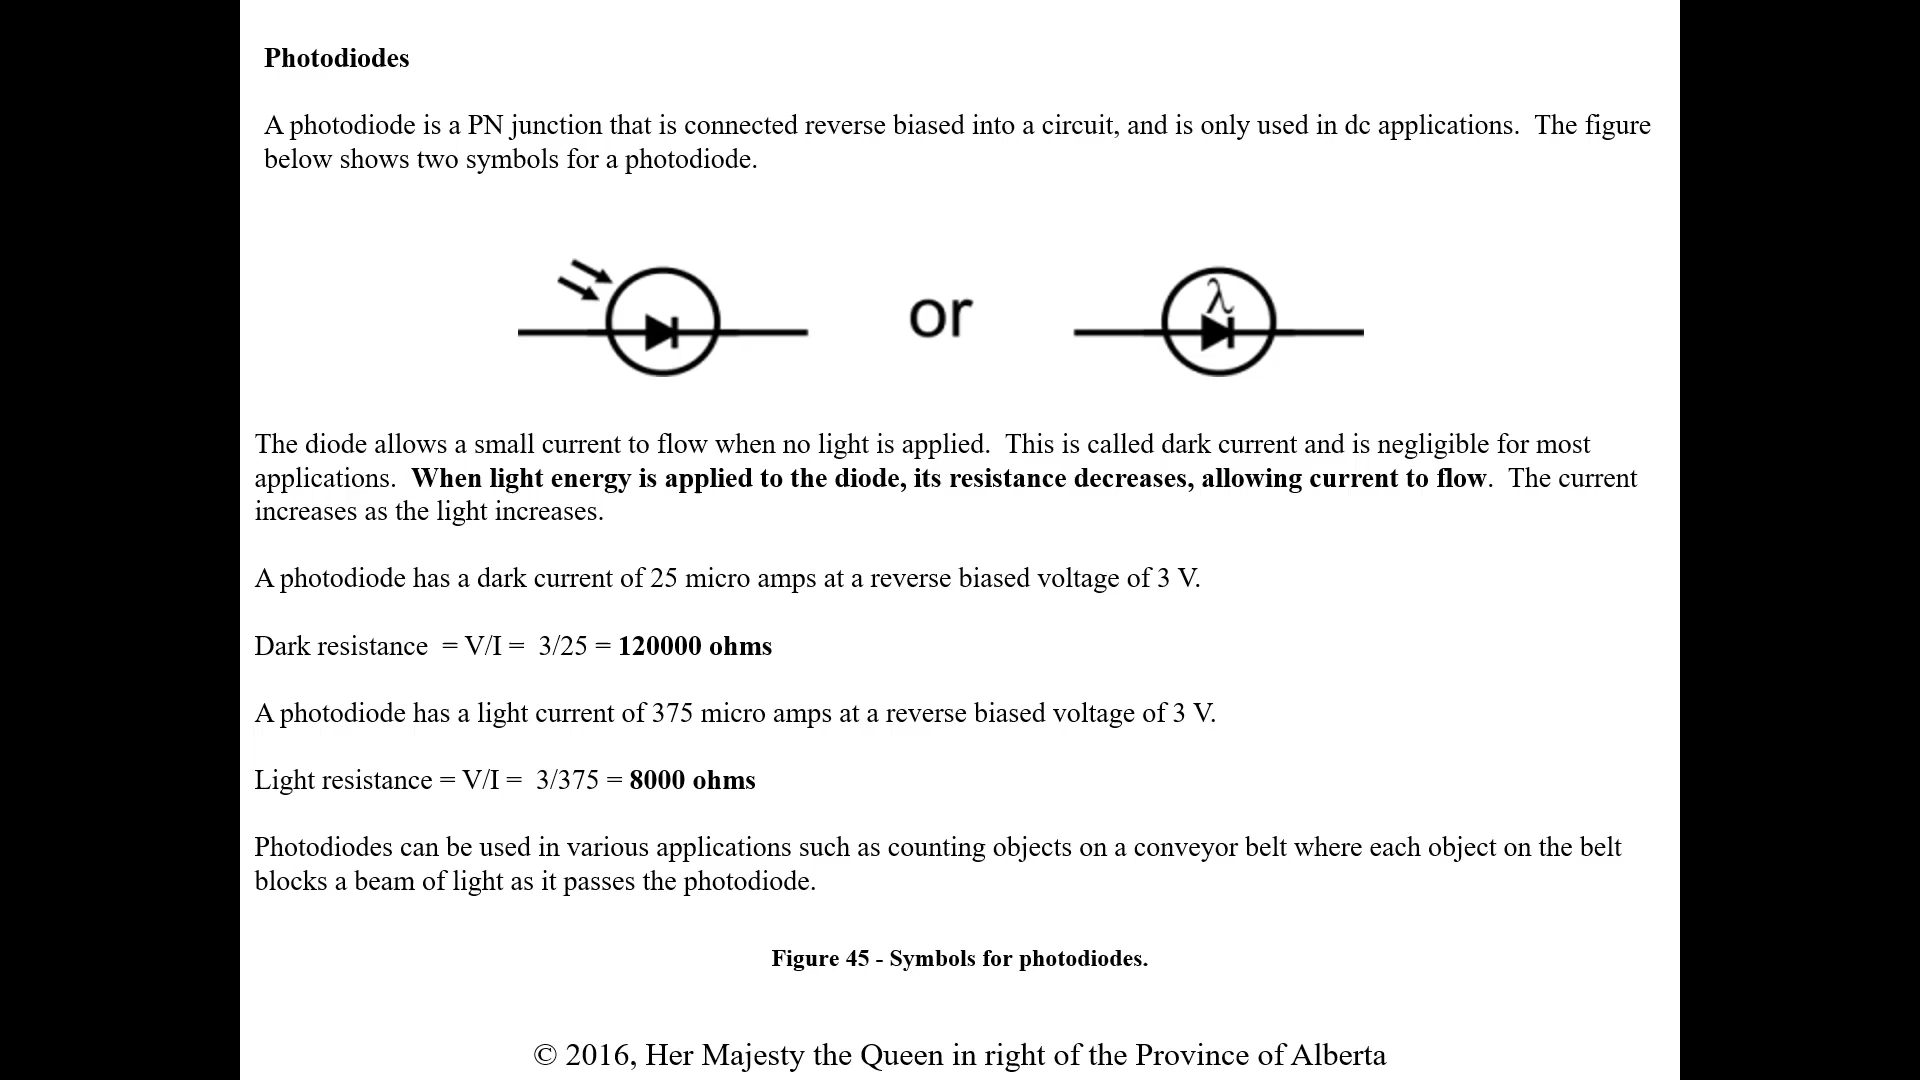 Photodiodes
A photodiode is a PN junction that is connected reverse biased into a circuit, and is only used in dc applications.  The figure
below shows two symbols for a photodiode.
or
λ
The diode allows a small current to flow when no light is applied.  This is called dark current and is negligible for most
applications.  When light energy is applied to the diode, its resistance decreases, allowing current to flow.  The current
increases as the light increases.
A photodiode has a dark current of 25 micro amps at a reverse biased voltage of 3 V.
Dark resistance  = V/I =  3/25 = 120000 ohms
A photodiode has a light current of 375 micro amps at a reverse biased voltage of 3 V.
Light resistance = V/I =  3/375 = 8000 ohms
Photodiodes can be used in various applications such as counting objects on a conveyor belt where each object on the belt
blocks a beam of light as it passes the photodiode.
Figure 45 - Symbols for photodiodes.
© 2016, Her Majesty the Queen in right of the Province of Alberta